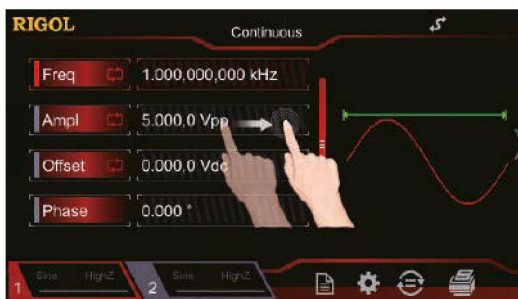 RIGOL
Continuous
Freq 1.000,000,000 kHz
Ampl 5.000,0 Vpp
Offset 0.000,0 Vdc
Phase 0.000 °
1 Sine HighZ 2 Sine HighZ